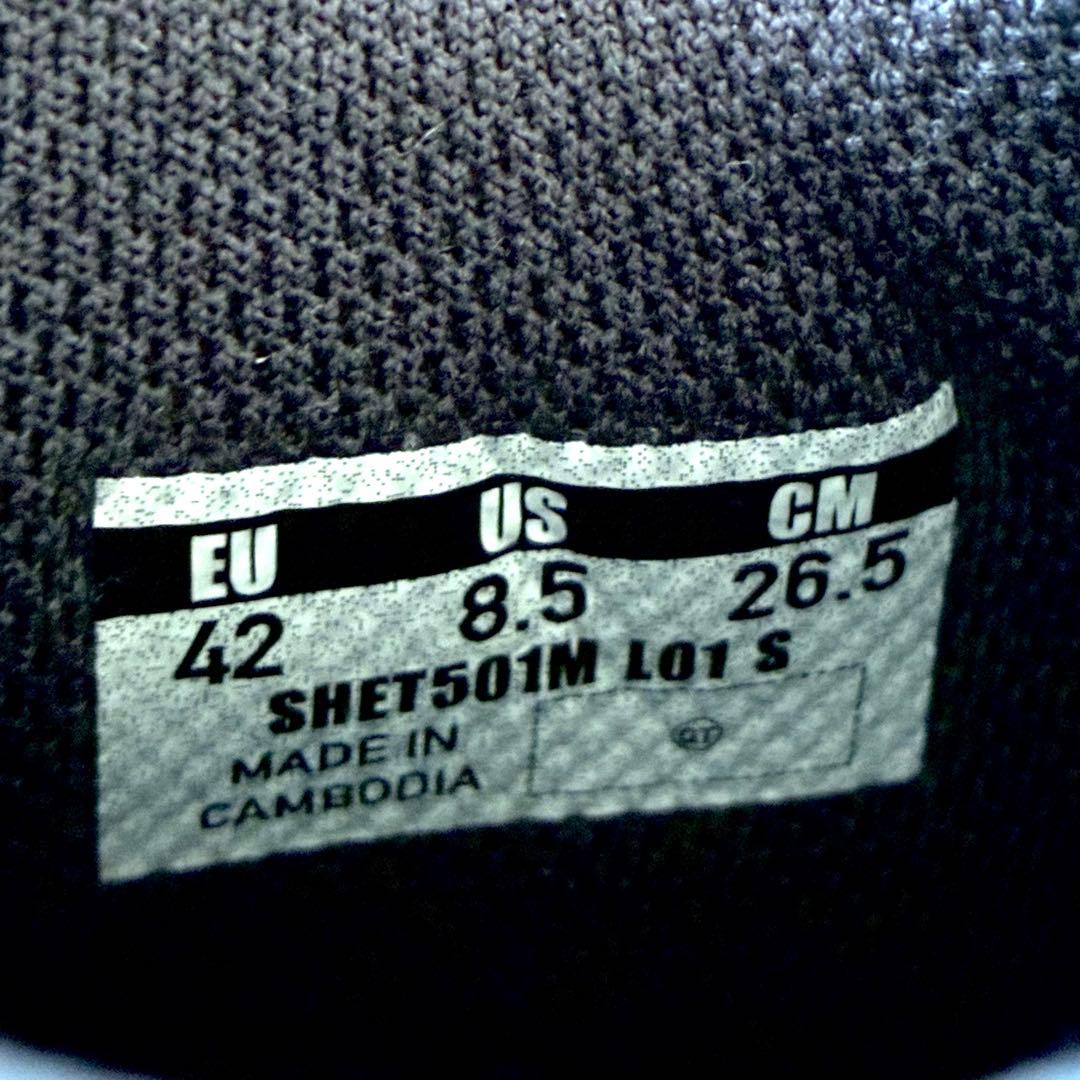 EU US CM
42 8.5 26.5
SHET501M L01 S
MADE IN
CAMBODIA